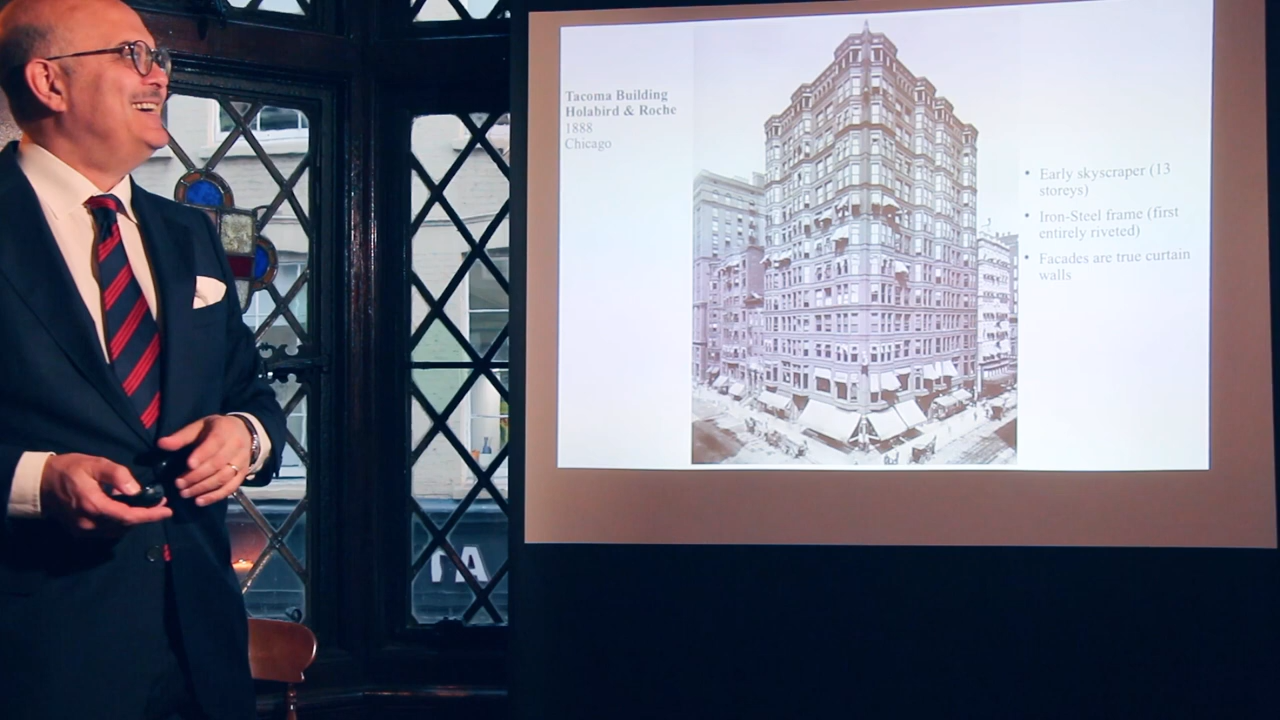 Tacoma Building
Holabird & Roche
1888
Chicago
• Early skyscraper (13
storeys)
• Iron-Steel frame (first
entirely riveted)
• Facades are true curtain
walls